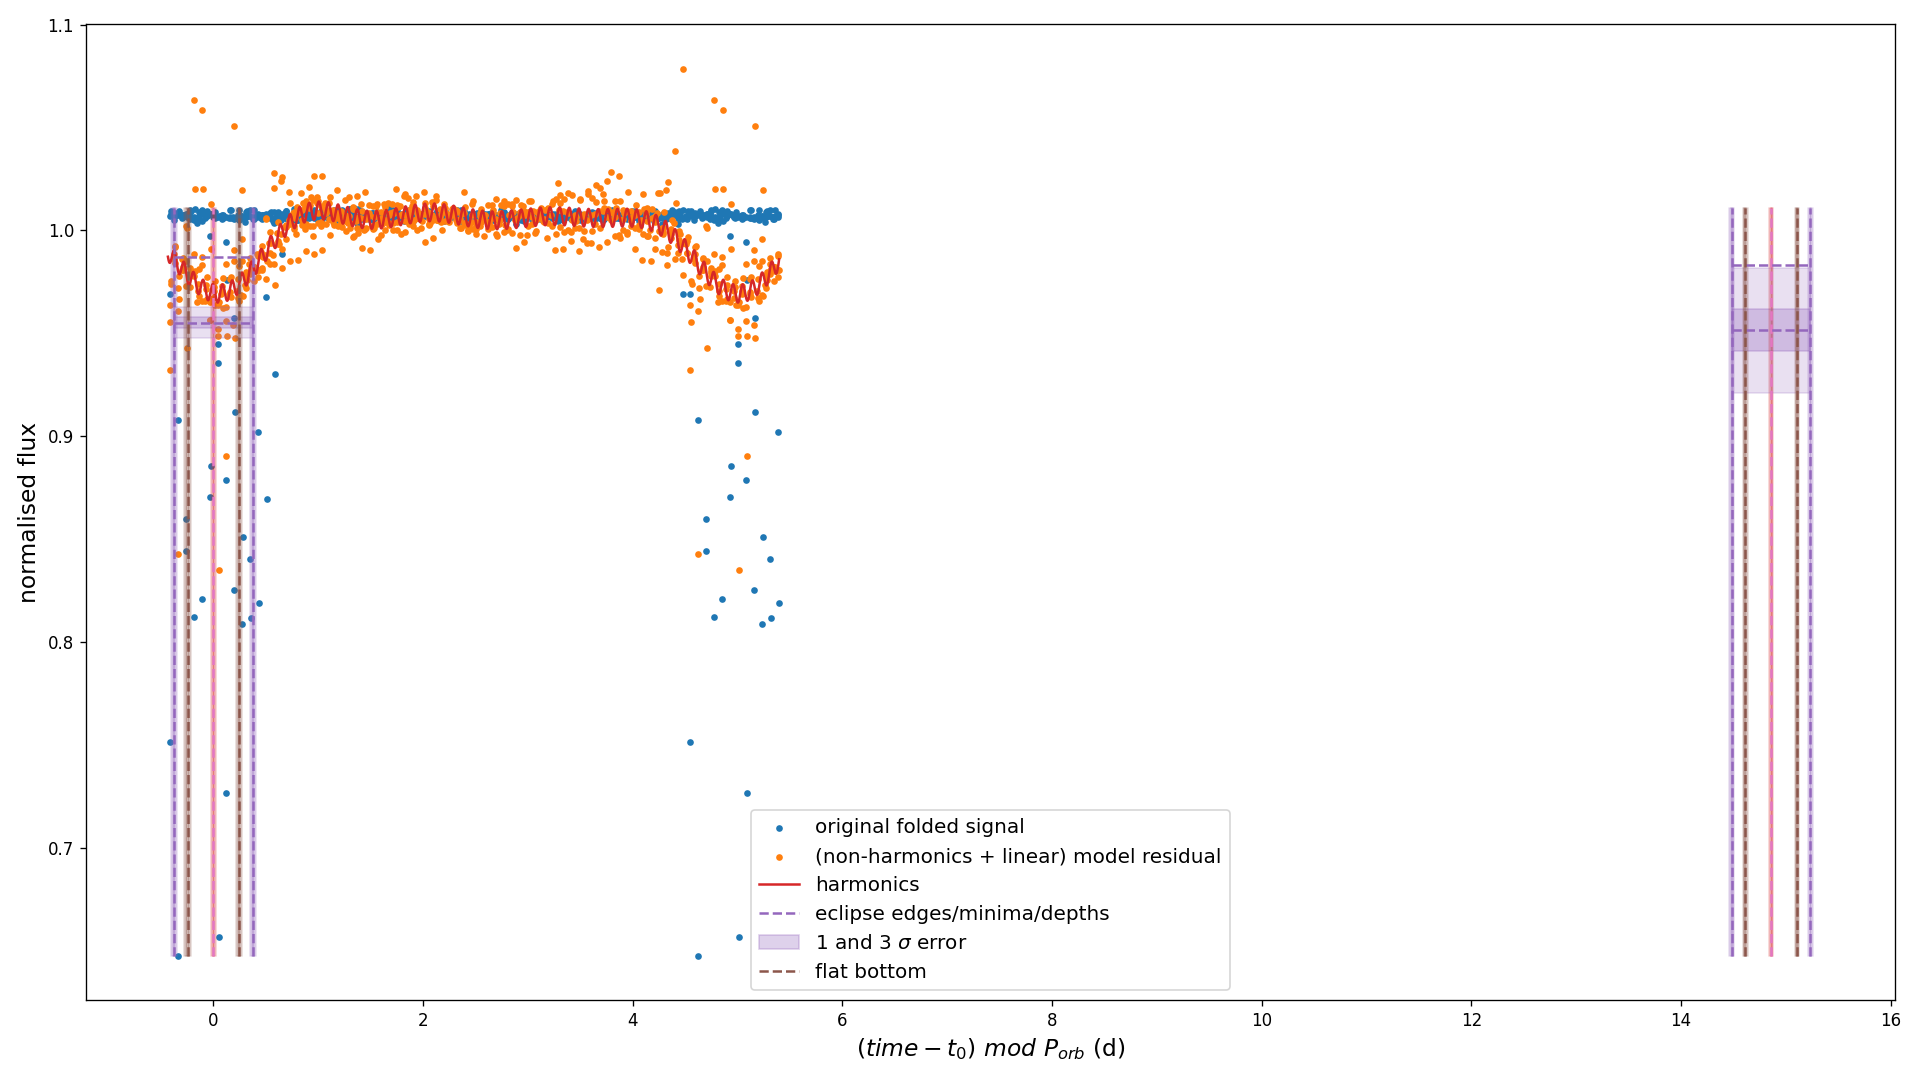 1.1
1.0
0.9
0.8
0.7
normalised flux
original folded signal
(non-harmonics + linear) model residual
harmonics
eclipse edges/minima/depths
1 and 3 σ error
flat bottom
0 2 4 6 8 10 12 14 16
(time − t₀) mod Pₒᵣᵦ (d)